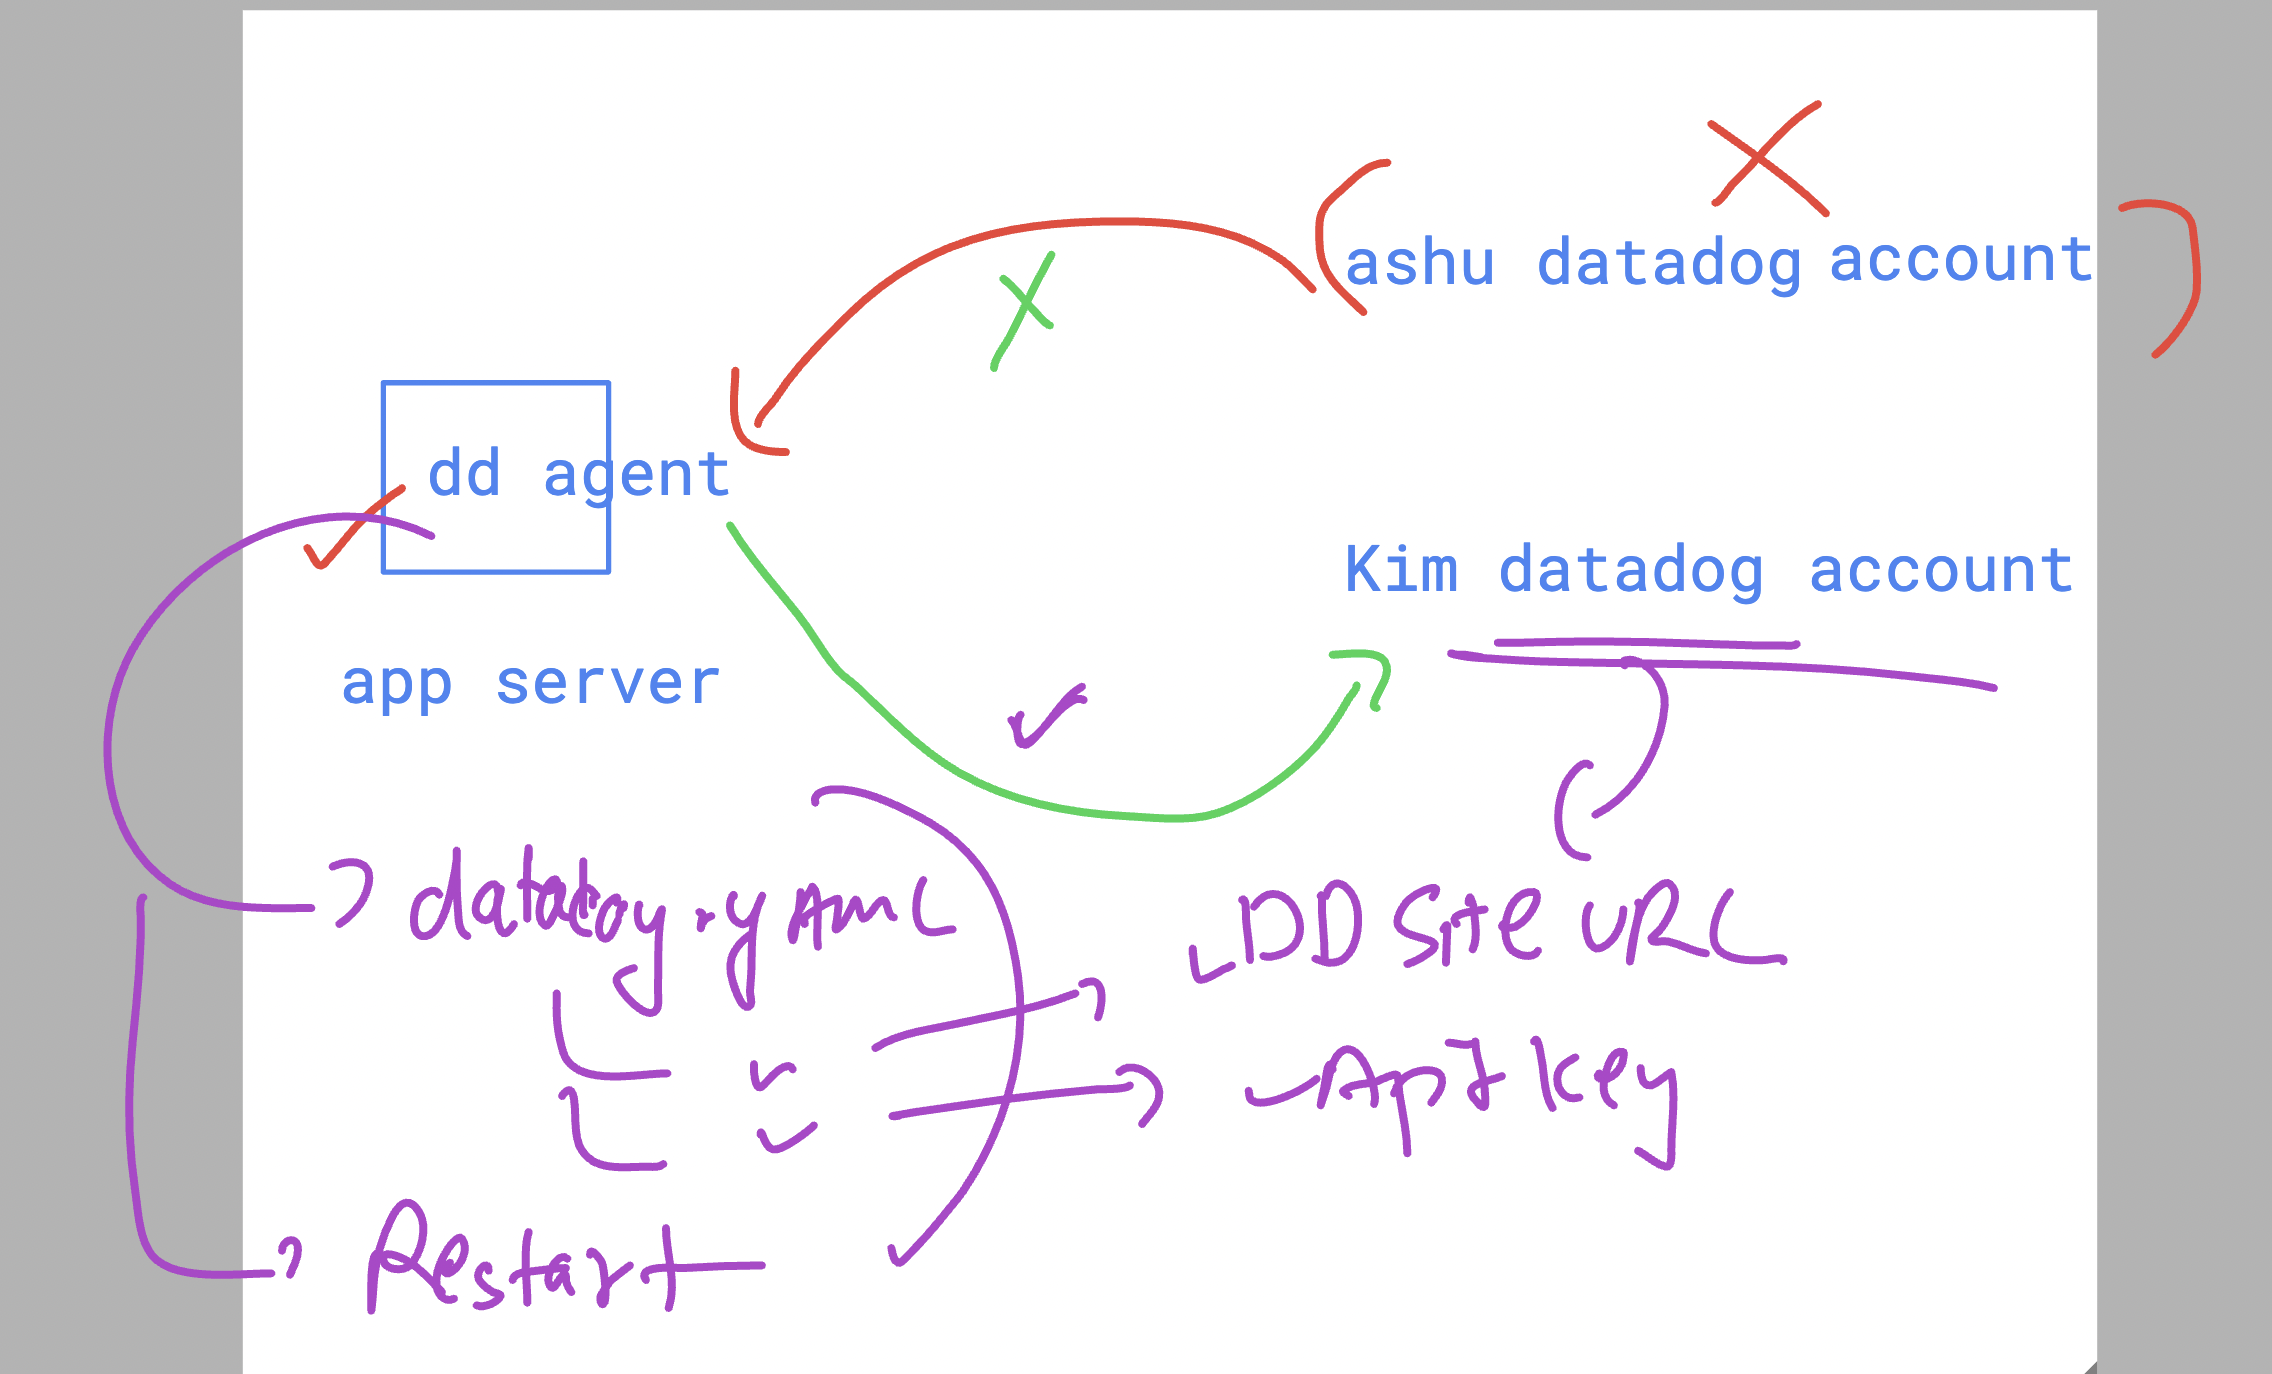 ashu datadog account
dd agent
Kim datadog account
app server
datadog.yaml
DD Site URL
Api key
Restart